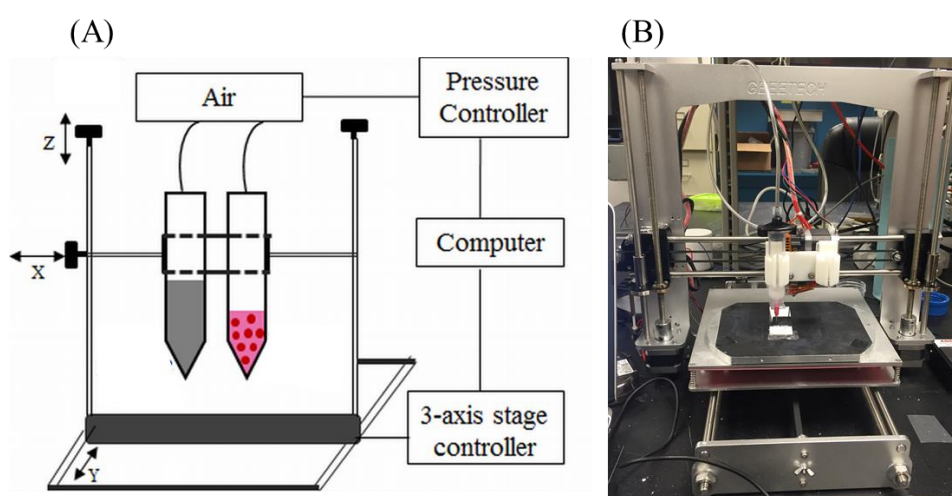 (A)
(B)
Air
Pressure
Controller
Z
Computer
X
3-axis stage
controller
Y
GEEETECH